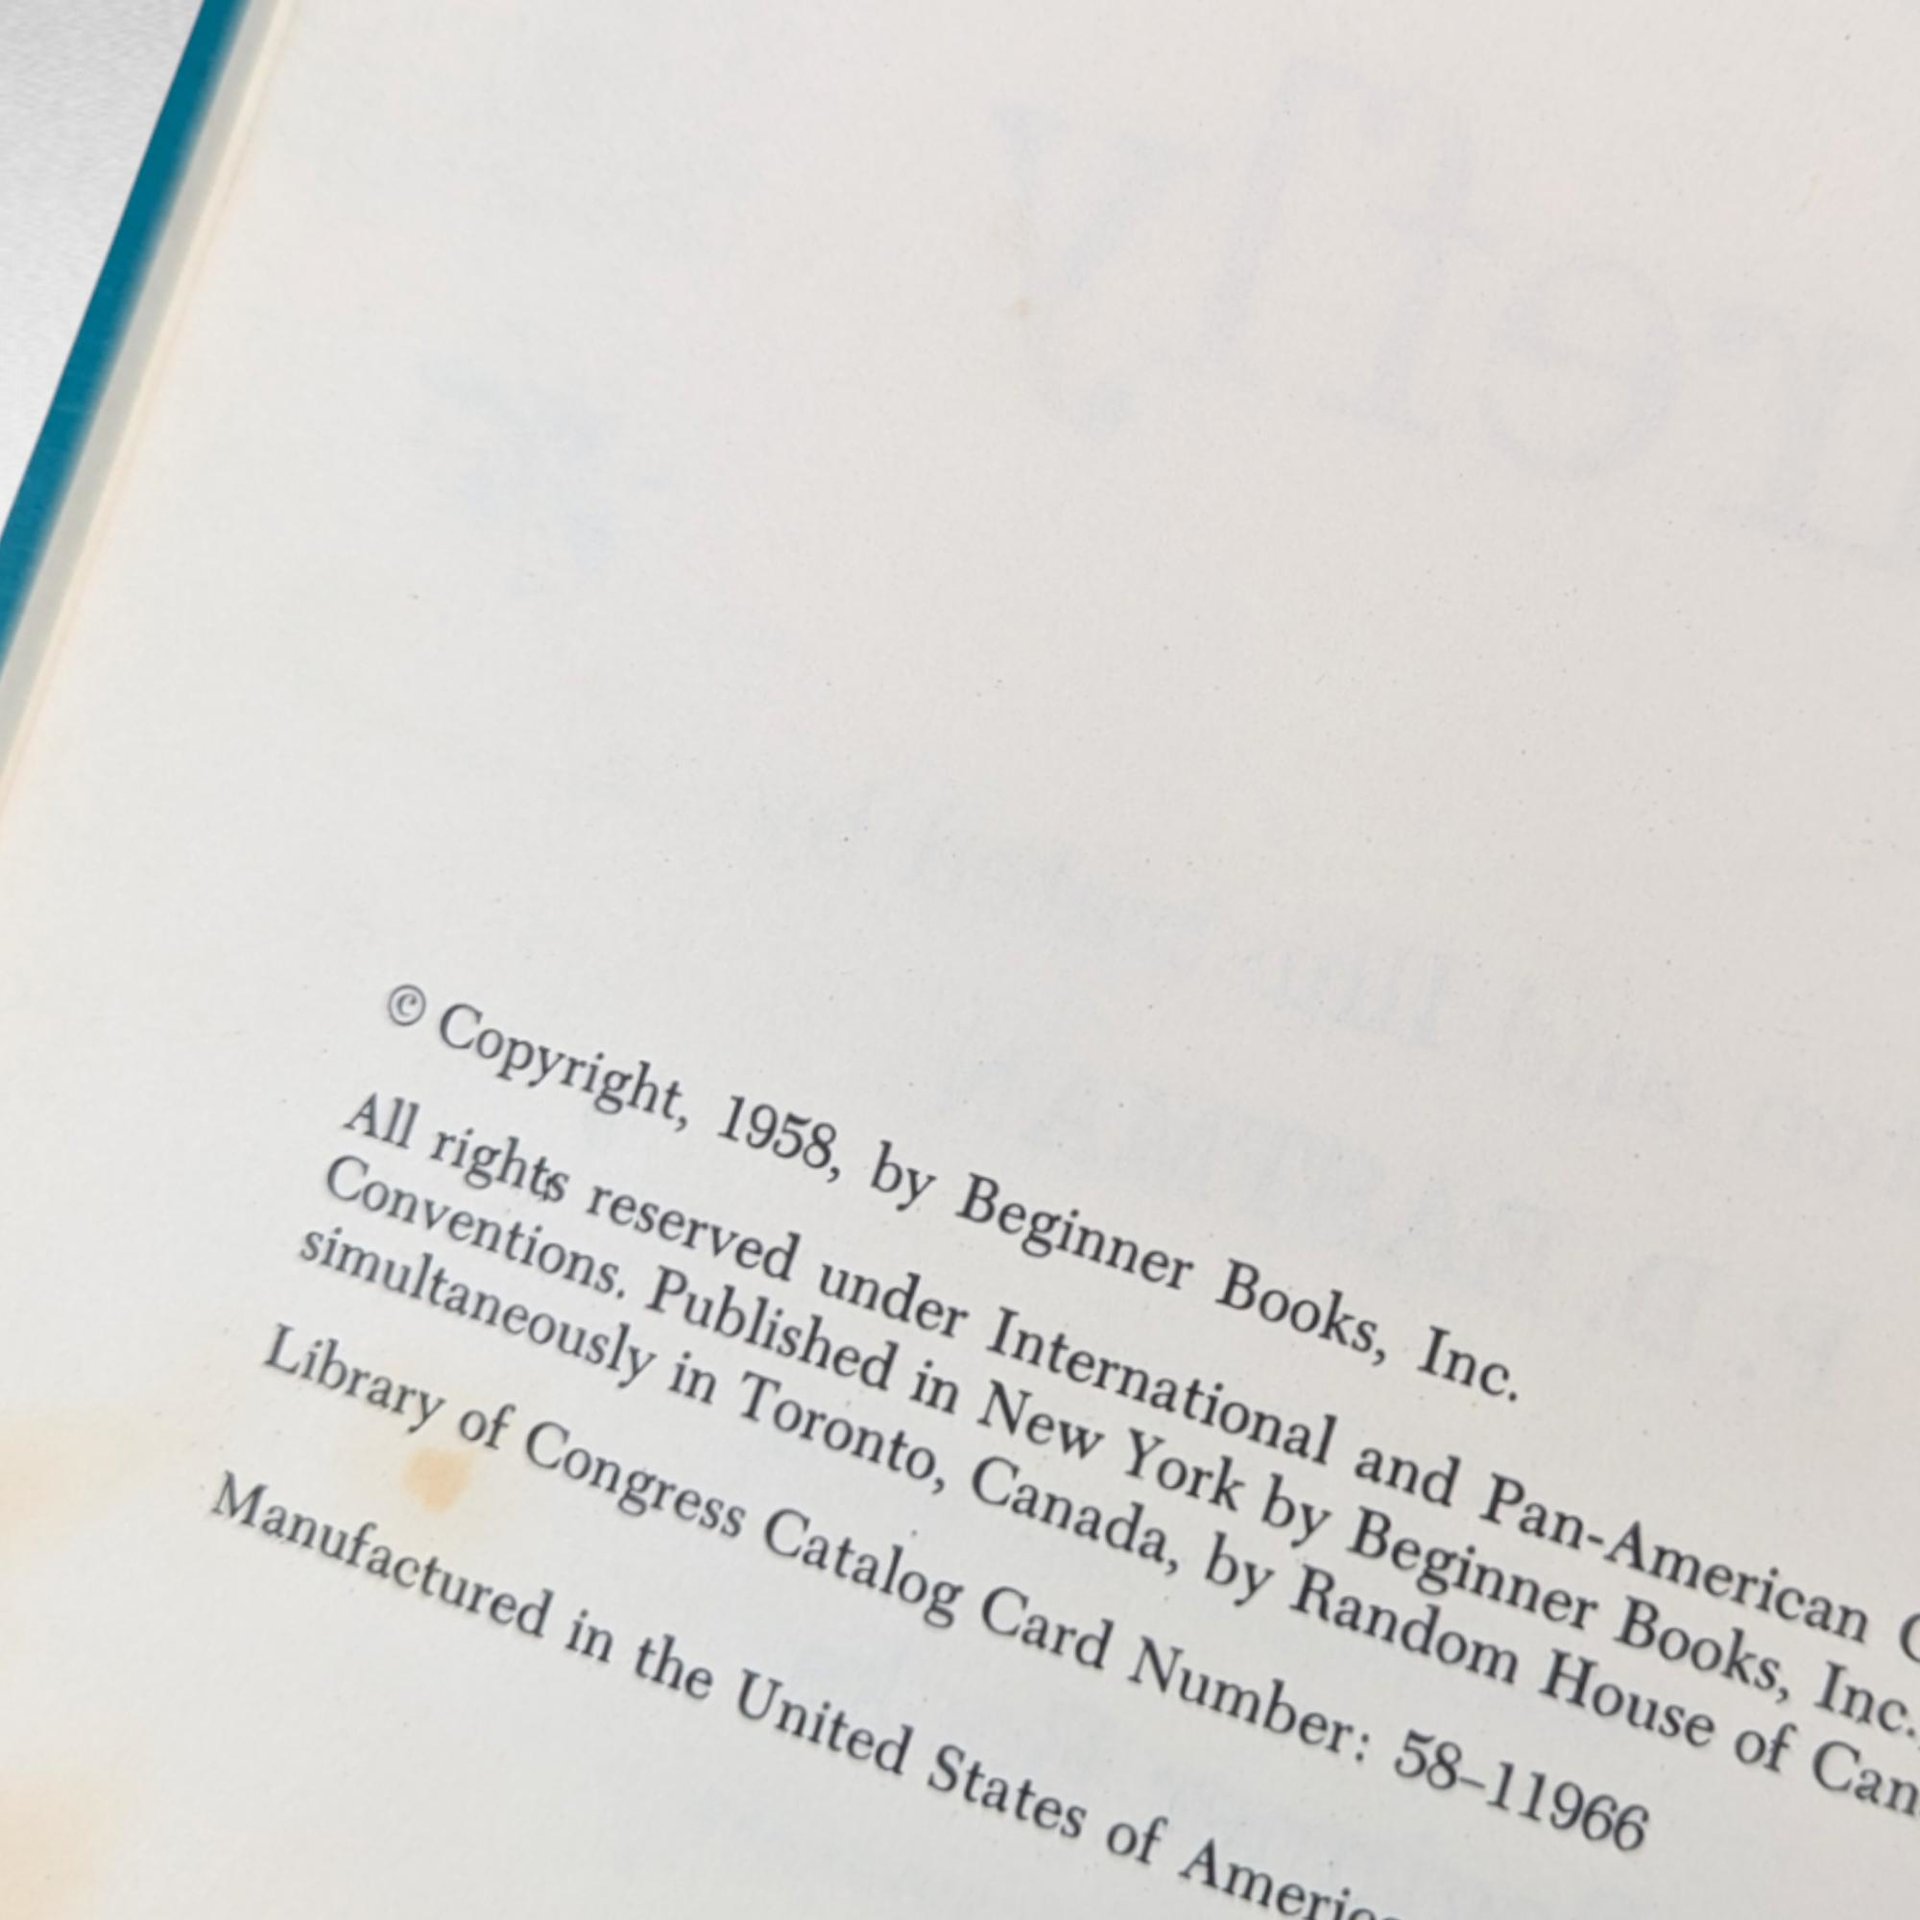 © Copyright, 1958, by Beginner Books, Inc.
All rights reserved under International and Pan-American
Conventions. Published in New York by Beginner Books, Inc.
simultaneously in Toronto, Canada, by Random House of Can
Library of Congress Catalog Card Number: 58–11966
Manufactured in the United States of Americ